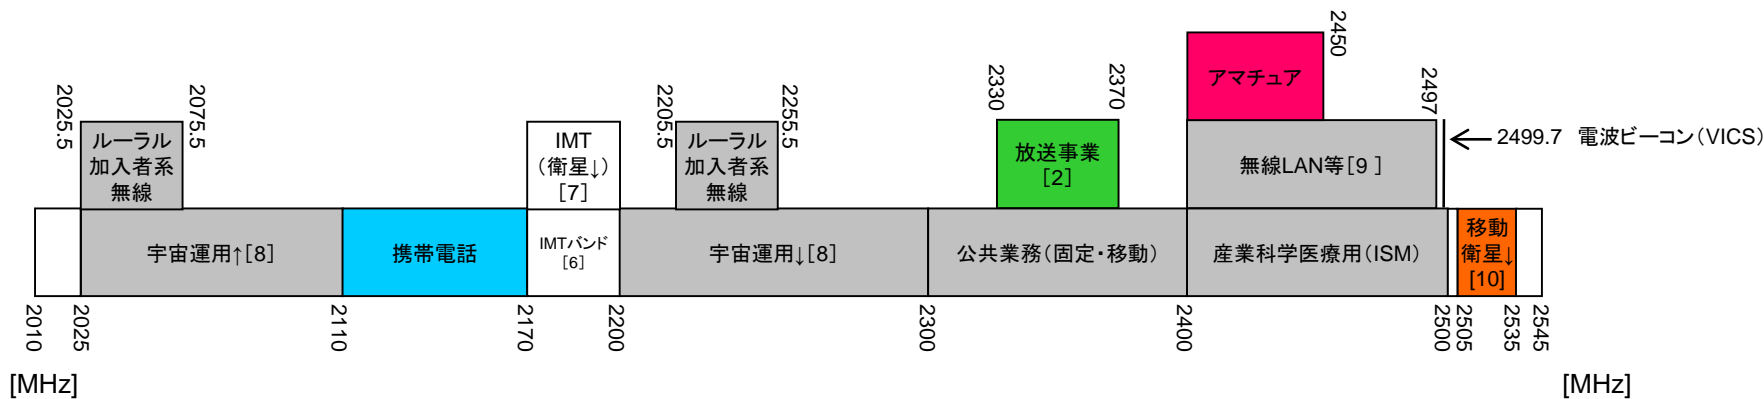 2025.5
2075.5
2205.5
2255.5
2330
2370
2450
2497
アマチュア
ルーラル
加入者系
無線
IMT
(衛星↓)
[7]
ルーラル
加入者系
無線
放送事業
[2]
無線LAN等[9 ]
2499.7 電波ビーコン(VICS)
宇宙運用↑[8]
携帯電話
IMTバンド
[6]
宇宙運用↓[8]
公共業務(固定・移動)
産業科学医療用(ISM)
移動
衛星↓
[10]
2010
2025
2110
2170
2200
2300
2400
2500
2505
2535
2545
[MHz]
[MHz]